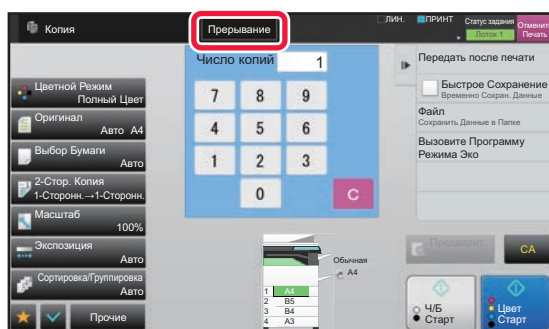 Копия
Прерывание
ЛИН.
ПРИНТ
Статус задания
Лоток 1
Отменить
Печать
Число копий
1
Цветной Режим
Полный Цвет
Оригинал
Авто A4
Выбор Бумаги
Авто
2-Стор. Копия
1-Сторонн.→1-Сторонн.
Масштаб
100%
Экспозиция
Авто
Сортировка/Группировка
Авто
Прочие
7 8 9
4 5 6
1 2 3
0 C
Обычная
A4
1 A4
2 B5
3 B4
4 A3
Передать после печати
Быстрое Сохранение
Временно Сохран. Данные
Файл
Сохранить Данные в Папке
Вызовите Программу
Режима Эко
Предварит.
CA
Ч/Б
Старт
Цвет
Старт